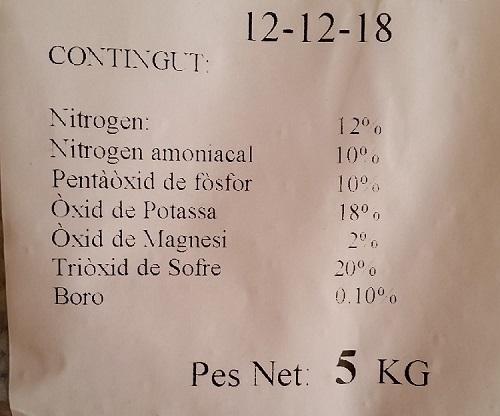 12-12-18
CONTINGUT:
Nitrogen: 12%
Nitrogen amoniacal 10%
Pentàòxid de fòsfor 10%
Òxid de Potassa 18%
Òxid de Magnesi 2%
Triòxid de Sofre 20%
Boro 0.10%
Pes Net: 5 KG